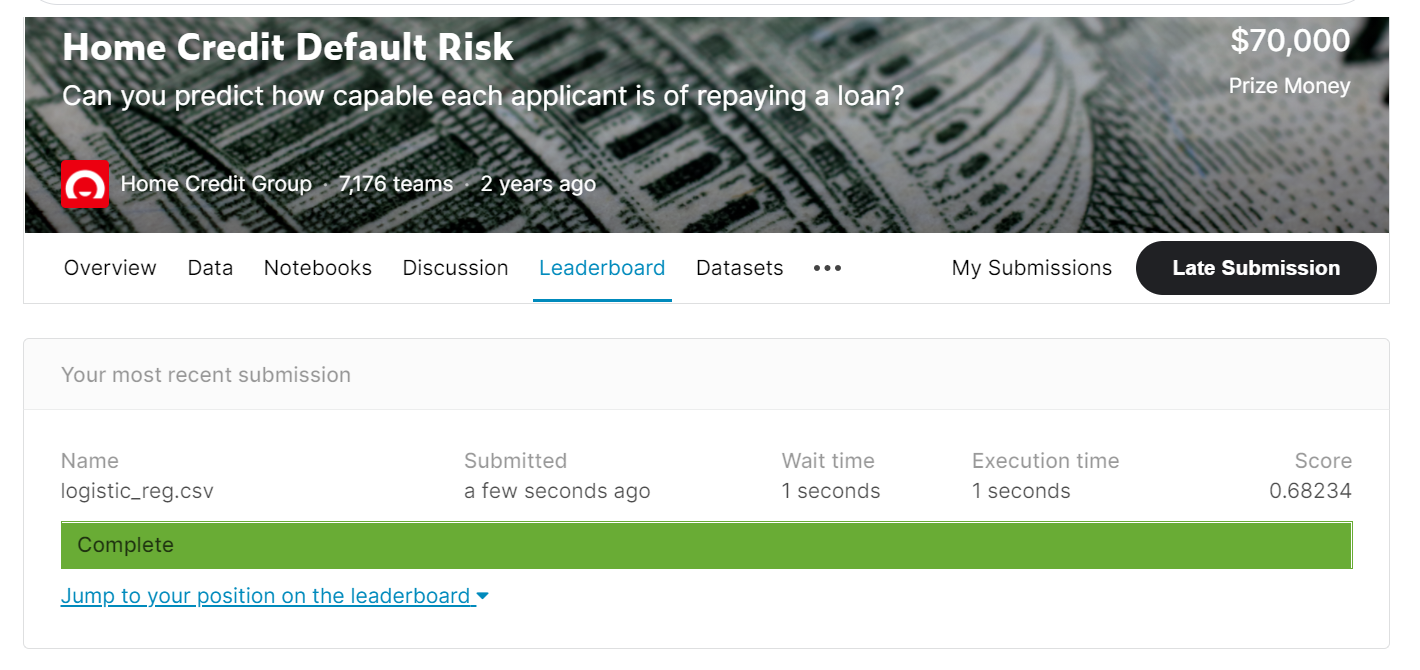 Home Credit Default Risk
$70,000
Can you predict how capable each applicant is of repaying a loan?
Prize Money
Home Credit Group · 7,176 teams · 2 years ago
Overview Data Notebooks Discussion Leaderboard Datasets ••• My Submissions Late Submission
Your most recent submission
Name Submitted Wait time Execution time Score
logistic_reg.csv a few seconds ago 1 seconds 1 seconds 0.68234
Complete
Jump to your position on the leaderboard